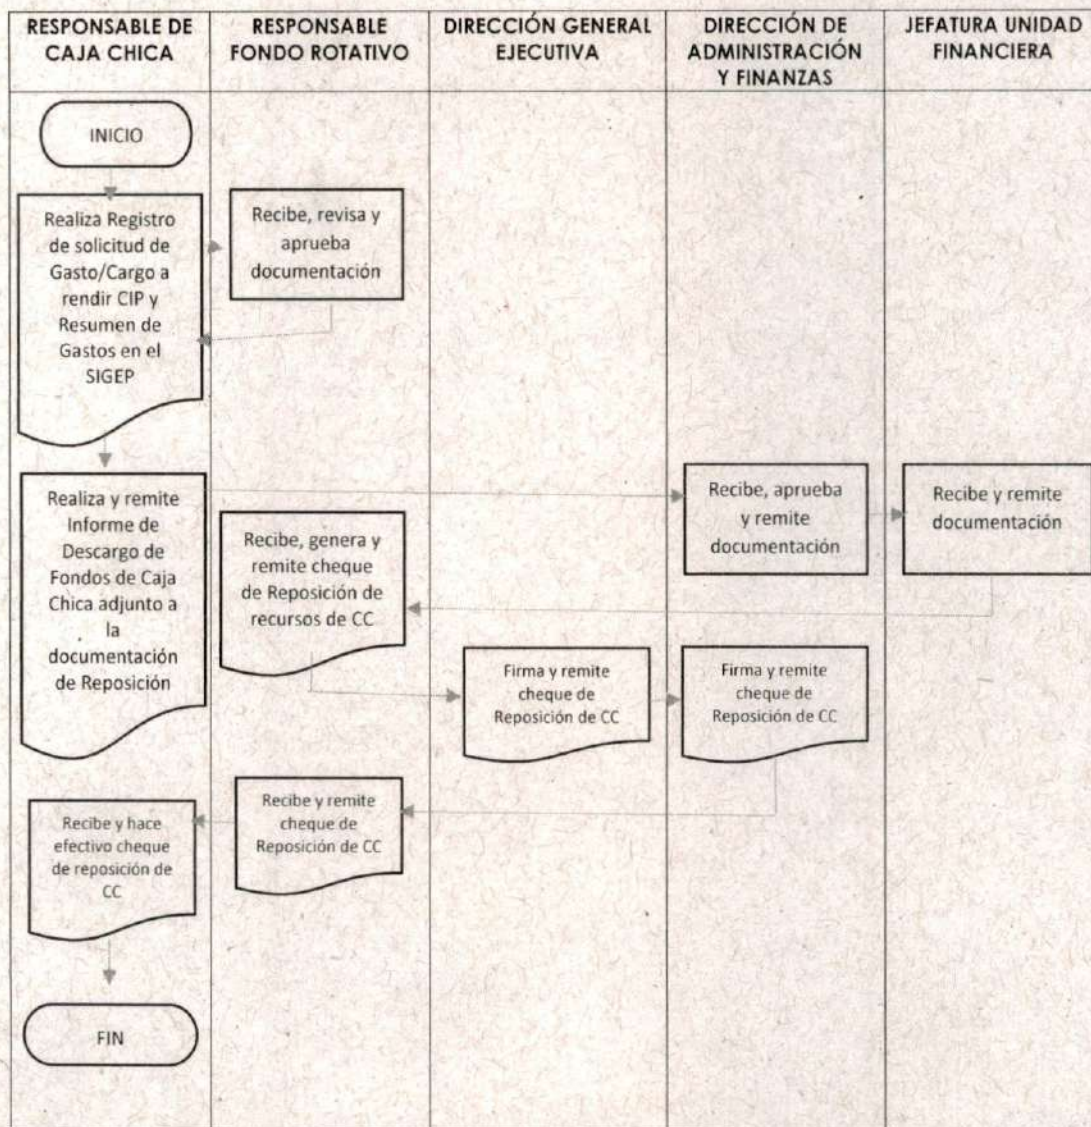 RESPONSABLE DE
CAJA CHICA
RESPONSABLE
FONDO ROTATIVO
DIRECCIÓN GENERAL
EJECUTIVA
DIRECCIÓN DE
ADMINISTRACIÓN
Y FINANZAS
JEFATURA UNIDAD
FINANCIERA
INICIO
Realiza Registro
de solicitud de
Gasto/Cargo a
rendir CIP y
Resumen de
Gastos en el
SIGEP
Recibe, revisa y
aprueba
documentación
Realiza y remite
Informe de
Descargo de
Fondos de Caja
Chica adjunto a
la
documentación
de Reposición
Recibe, aprueba
y remite
documentación
Recibe y remite
documentación
Recibe, genera y
remite cheque
de Reposición de
recursos de CC
Firma y remite
cheque de
Reposición de CC
Firma y remite
cheque de
Reposición de CC
Recibe y remite
cheque de
Reposición de CC
Recibe y hace
efectivo cheque
de reposición de
CC
FIN